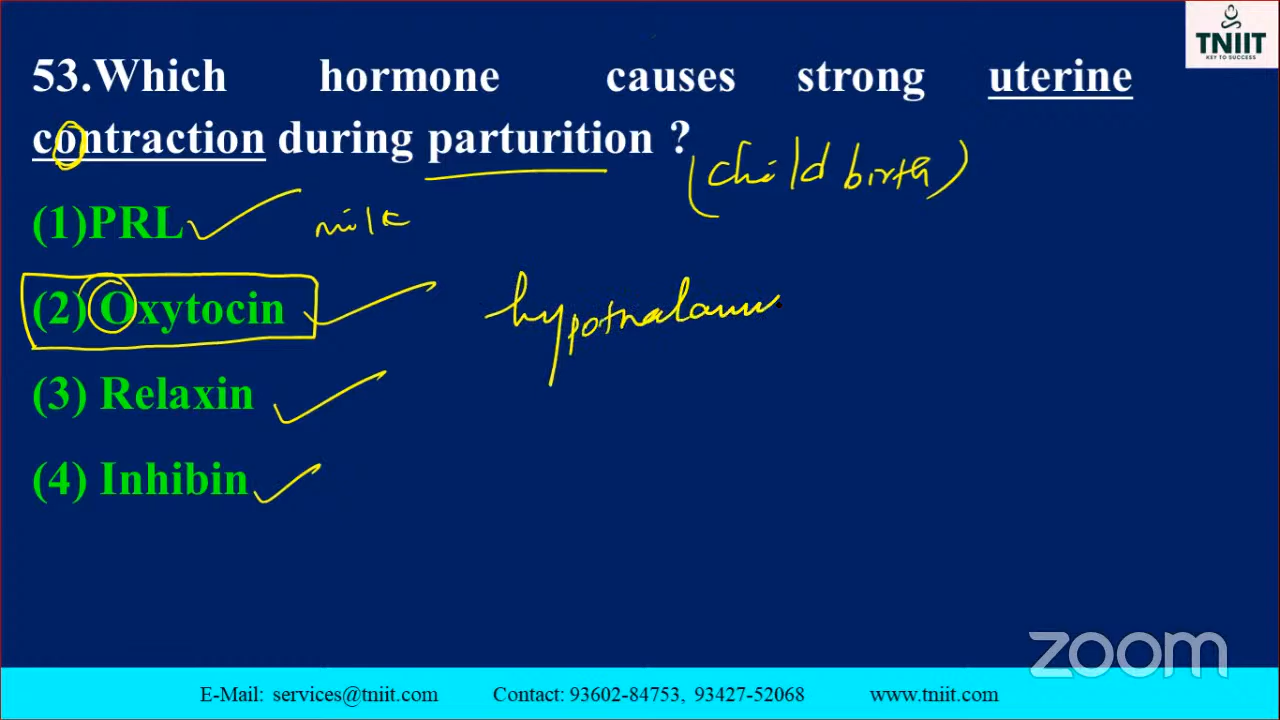 TNIIT
KEY TO SUCCESS
53.Which hormone causes strong uterine
contraction during parturition ?
(child birth)
(1)PRL milk
(2) Oxytocin hypothalamus
(3) Relaxin
(4) Inhibin
zoom
E-Mail: services@tniit.com Contact: 93602-84753, 93427-52068 www.tniit.com